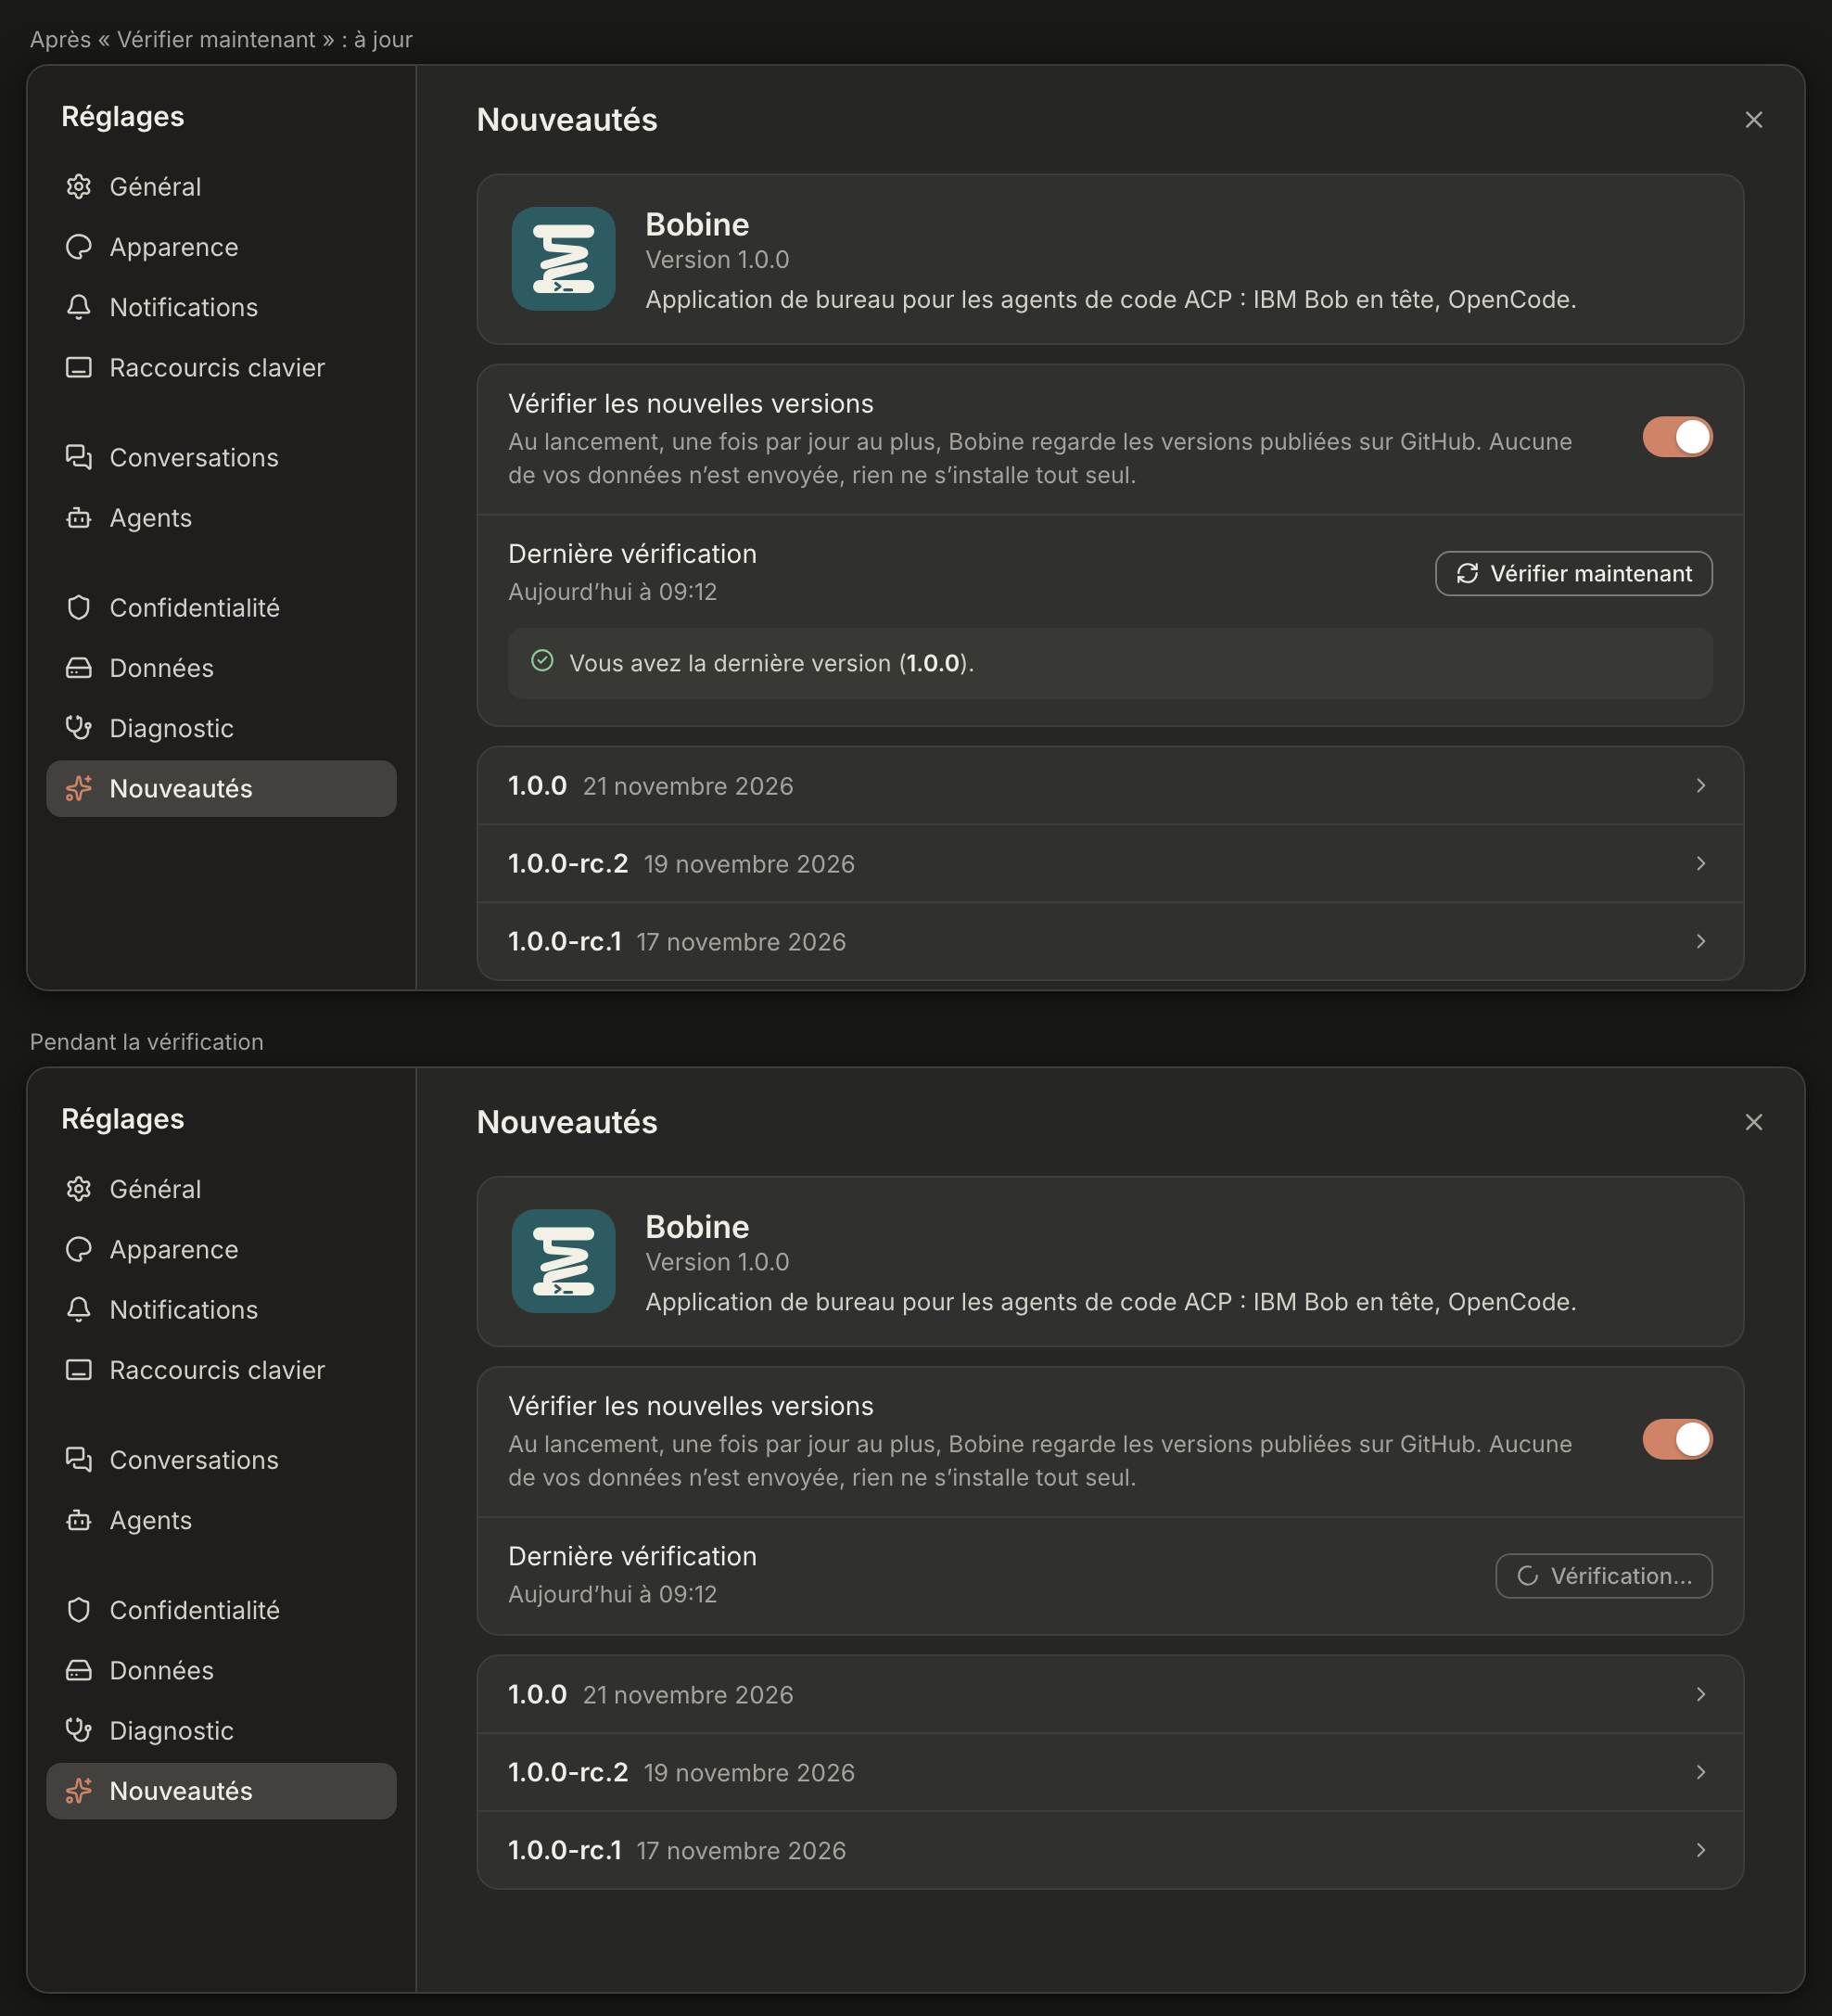 Après « Vérifier maintenant » : à jour
Réglages
Général
Apparence
Notifications
Raccourcis clavier
Conversations
Agents
Confidentialité
Données
Diagnostic
Nouveautés
Nouveautés
Bobine
Version 1.0.0
Application de bureau pour les agents de code ACP : IBM Bob en tête, OpenCode.
Vérifier les nouvelles versions
Au lancement, une fois par jour au plus, Bobine regarde les versions publiées sur GitHub. Aucune
de vos données n’est envoyée, rien ne s’installe tout seul.
Dernière vérification
Aujourd’hui à 09:12
Vérifier maintenant
Vous avez la dernière version (1.0.0).
1.0.0 21 novembre 2026
1.0.0-rc.2 19 novembre 2026
1.0.0-rc.1 17 novembre 2026
Pendant la vérification
Réglages
Général
Apparence
Notifications
Raccourcis clavier
Conversations
Agents
Confidentialité
Données
Diagnostic
Nouveautés
Nouveautés
Bobine
Version 1.0.0
Application de bureau pour les agents de code ACP : IBM Bob en tête, OpenCode.
Vérifier les nouvelles versions
Au lancement, une fois par jour au plus, Bobine regarde les versions publiées sur GitHub. Aucune
de vos données n’est envoyée, rien ne s’installe tout seul.
Dernière vérification
Aujourd’hui à 09:12
Vérification…
1.0.0 21 novembre 2026
1.0.0-rc.2 19 novembre 2026
1.0.0-rc.1 17 novembre 2026